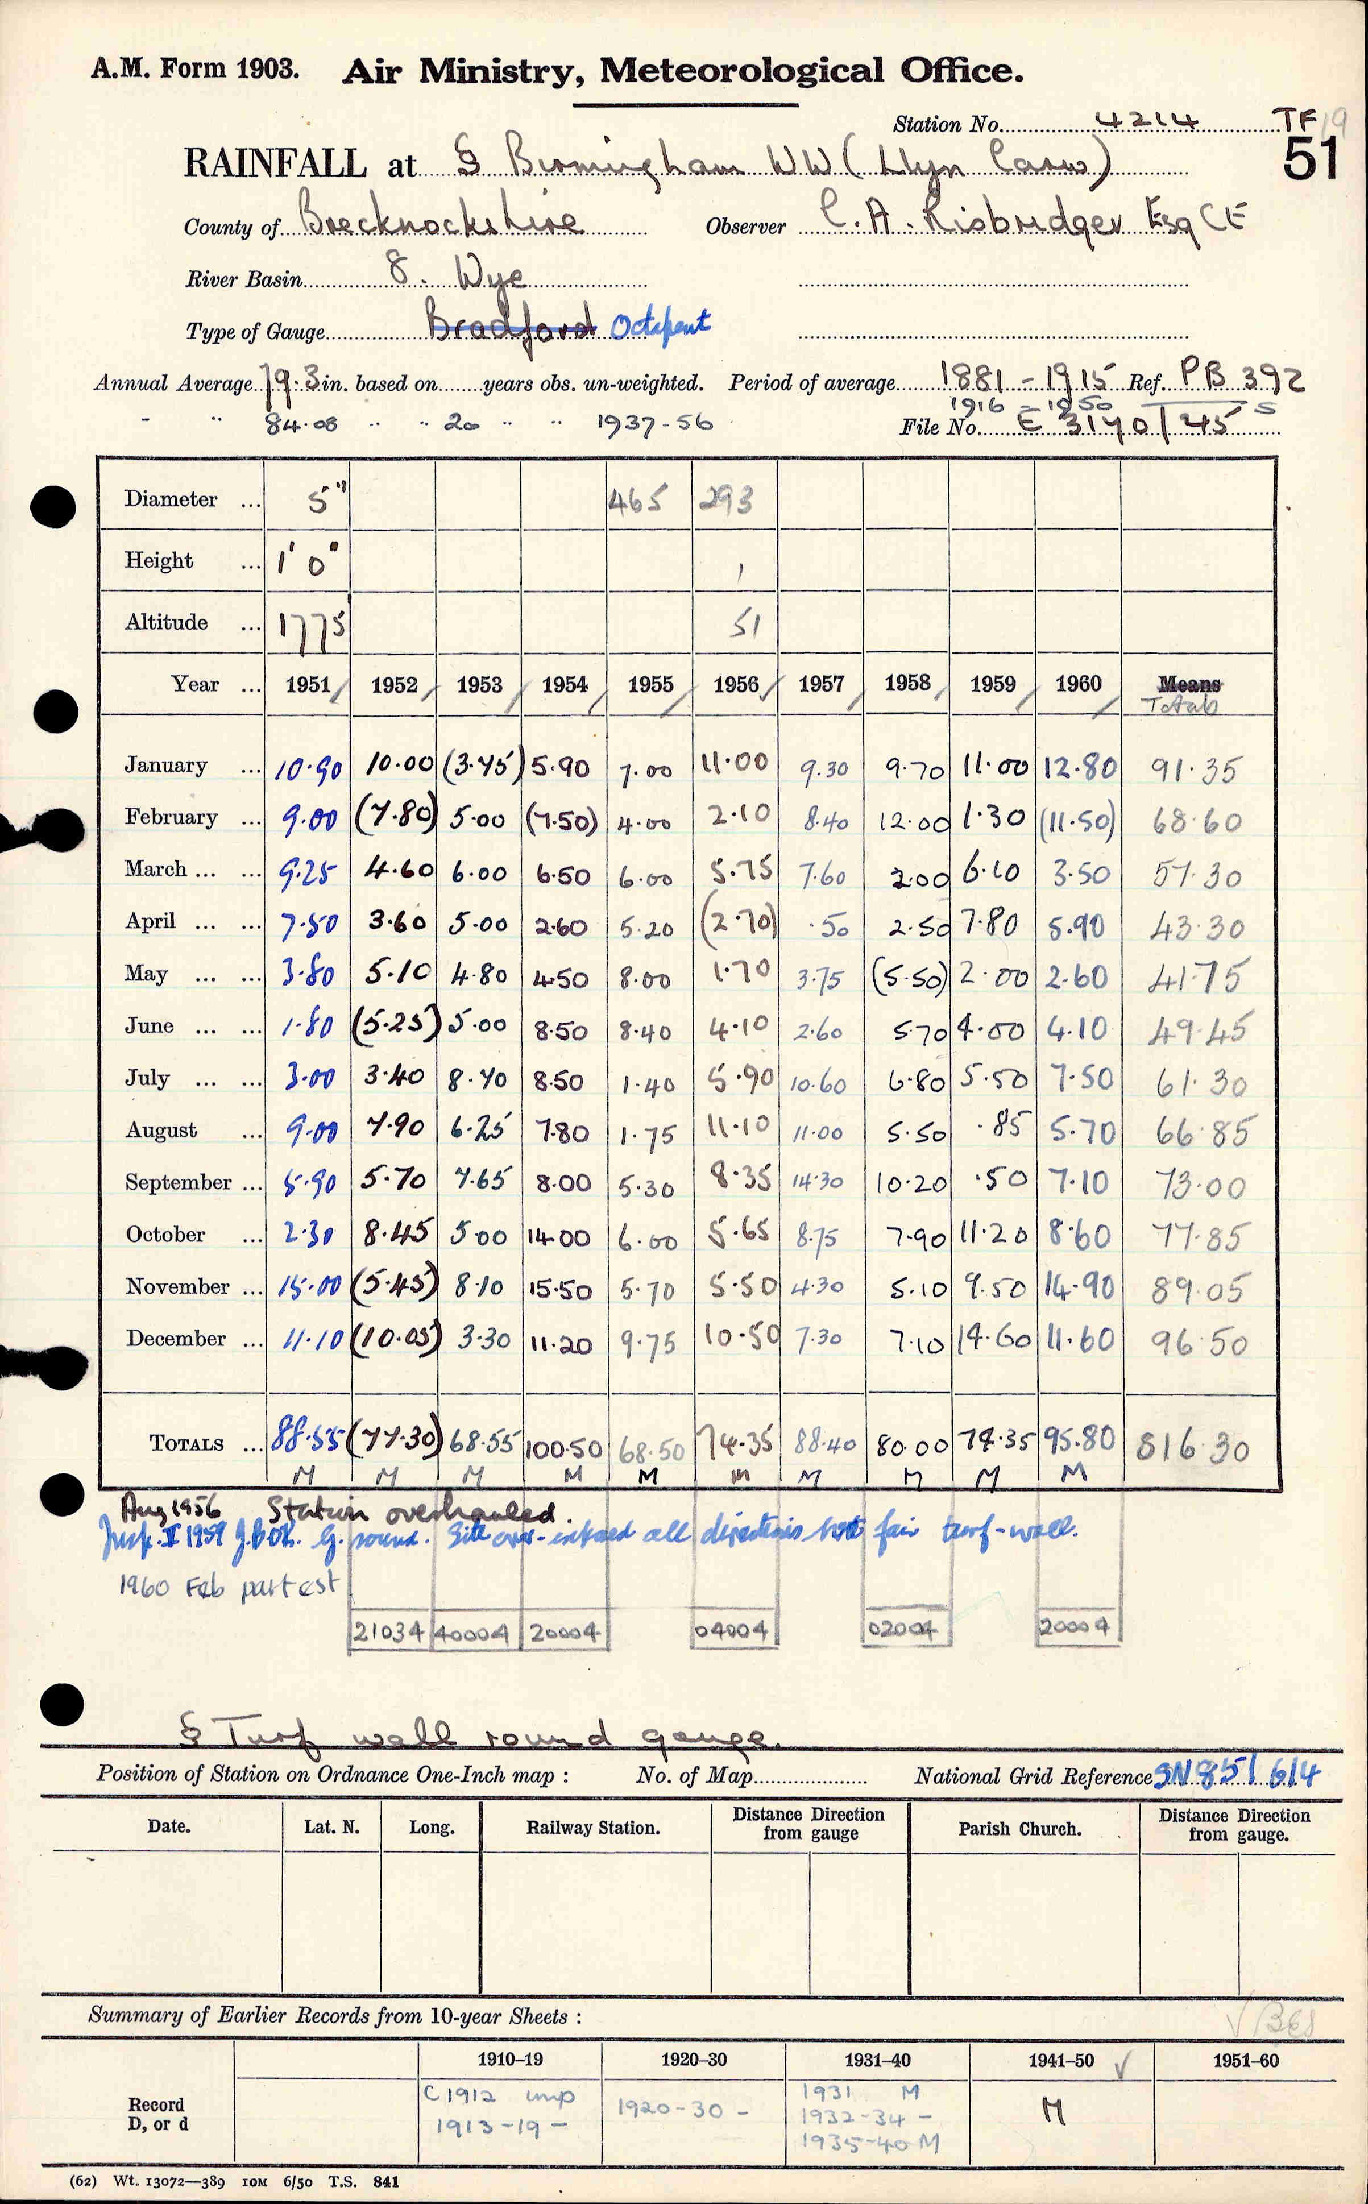 A.M. Form 1903. Air Ministry, Meteorological Office.
Station No. 4214 TF 19
51
RAINFALL at § Birmingham WW (Llyn Carw)
County of Brecknockshire Observer C. A. Risbridger Esq CE
River Basin 8. Wye
Type of Gauge Bradford Octapent
Annual Average 79.3 in. based on years obs. un-weighted. Period of average 1881-1915 Ref. PB 392
1916-1950 S
- " 84.08 " " 20 " " 1937-56 File No. E 3170/45
Diameter ... 5" 465 293
Height ... 1' 0" 1
Altitude ... 1775' 51
Year ... 1951 1952 1953 1954 1955 1956 1957 1958 1959 1960 Means
Totals
January ... 10.90 10.00 (3.75) 5.90 7.00 11.00 9.30 9.70 11.00 12.80 91.35
February ... 9.00 (7.80) 5.00 (7.50) 4.00 2.10 8.40 12.00 1.30 (11.50) 68.60
March ... ... 9.25 4.60 6.00 6.50 6.00 5.75 7.60 2.00 6.10 3.50 57.30
April ... ... 7.50 3.60 5.00 2.60 5.20 (2.70) .50 2.50 7.80 5.90 43.30
May ... ... 3.80 5.10 4.80 4.50 8.00 1.70 3.75 (5.50) 2.00 2.60 41.75
June ... ... 1.80 (5.25) 5.00 8.50 8.40 4.10 2.60 5.70 4.00 4.10 49.45
July ... ... 3.00 3.40 8.70 8.50 1.40 5.90 10.60 6.80 5.50 7.50 61.30
August ... 9.00 7.90 6.25 7.80 1.75 11.10 11.00 5.50 .85 5.70 66.85
September ... 5.90 5.70 7.65 8.00 5.30 8.35 14.30 10.20 .50 7.10 73.00
October ... 2.30 8.45 5.00 14.00 6.00 5.65 8.75 7.90 11.20 8.60 77.85
November ... 15.00 (5.45) 8.10 15.50 5.70 5.50 4.30 5.10 9.50 14.90 89.05
December ... 11.10 (10.05) 3.30 11.20 9.75 10.50 7.30 7.10 14.60 11.60 96.50
TOTALS ... 88.55 (77.30) 68.55 100.50 68.50 74.35 88.40 80.00 74.35 95.80 816.30
M M M M M M M M M M
Aug 1956 Station overhauled.
Insp. II 1959 G. sound. Site over-exposed all directions but fair turf-wall.
1960 Feb part est
21034 40004 20004 04004 02004 20004
§ Turf wall round gauge.
Position of Station on Ordnance One-Inch map : No. of Map National Grid Reference SN 851 614
Date. Lat. N. Long. Railway Station. Distance Direction from gauge Parish Church. Distance Direction from gauge.
Summary of Earlier Records from 10-year Sheets :
1910–19 1920–30 1931–40 1941–50 √ 1951–60
Record D, or d C 1912 imp 1920-30 - 1931 M M
1913-19 - 1932-34 -
1935-40 M
(62) Wt. 13072—389 10M 6/50 T.S. 841